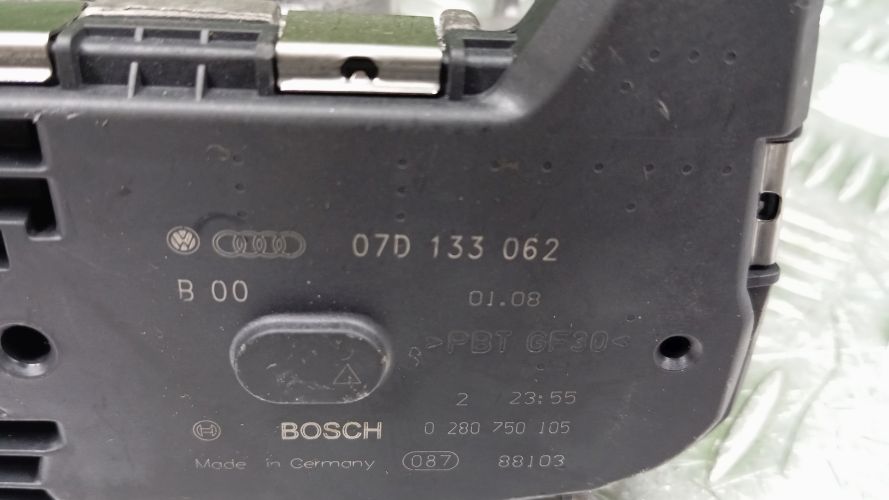 07D 133 062
B 00 01.08
>PBT GF30<
2 23:55
BOSCH 0 280 750 105
Made in Germany 087 88103